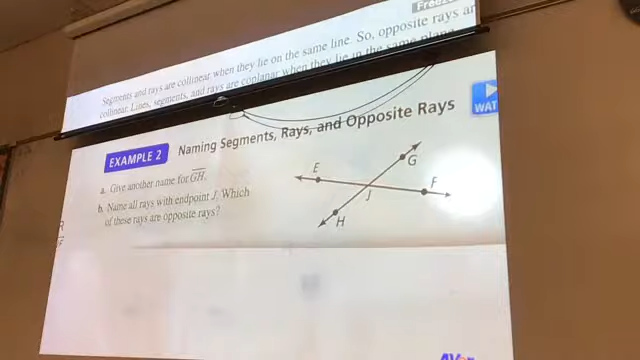 Freeze
Segments and rays are collinear when they lie on the same line. So, opposite rays ar
collinear. Lines, segments, and rays are coplanar when they lie in the same plane.
EXAMPLE 2 Naming Segments, Rays, and Opposite Rays
WAT
a. Give another name for GH.
b. Name all rays with endpoint J. Which
of these rays are opposite rays?
E
G
F
J
H